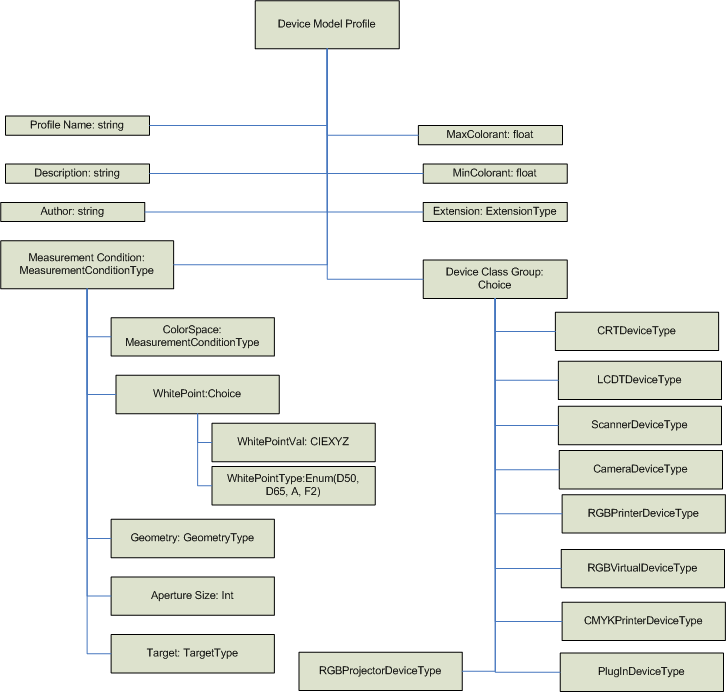 Device Model Profile
Profile Name: string
MaxColorant: float
Description: string
MinColorant: float
Author: string
Extension: ExtensionType
Measurement Condition:
MeasurementConditionType
Device Class Group:
Choice
ColorSpace:
MeasurementConditionType
WhitePoint:Choice
WhitePointVal: CIEXYZ
WhitePointType:Enum(D50,
D65, A, F2)
Geometry: GeometryType
Aperture Size: Int
Target: TargetType
CRTDeviceType
LCDTDeviceType
ScannerDeviceType
CameraDeviceType
RGBPrinterDeviceType
RGBVirtualDeviceType
CMYKPrinterDeviceType
PlugInDeviceType
RGBProjectorDeviceType